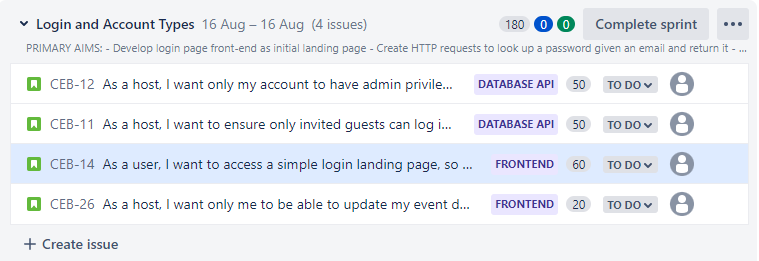 Login and Account Types 16 Aug – 16 Aug (4 issues) 180 0 0 Complete sprint
PRIMARY AIMS: - Develop login page front-end as initial landing page - Create HTTP requests to look up a password given an email and return it - ...
CEB-12 As a host, I want only my account to have admin privile... DATABASE API 50 TO DO
CEB-11 As a host, I want to ensure only invited guests can log i... DATABASE API 50 TO DO
CEB-14 As a user, I want to access a simple login landing page, so ... FRONTEND 60 TO DO
CEB-26 As a host, I want only me to be able to update my event d... FRONTEND 20 TO DO
+ Create issue